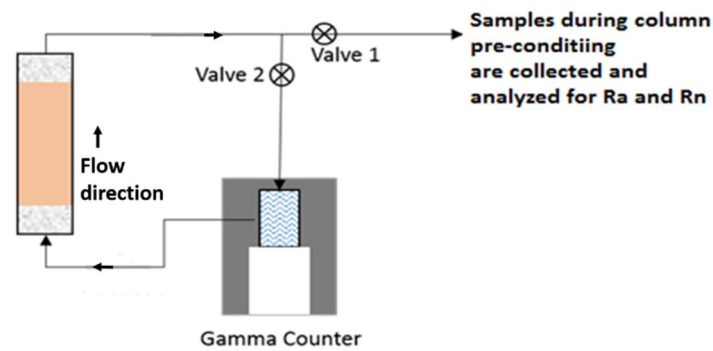 Samples during column
pre-conditiing
are collected and
analyzed for Ra and Rn
Valve 1
Valve 2
Flow
direction
Gamma Counter